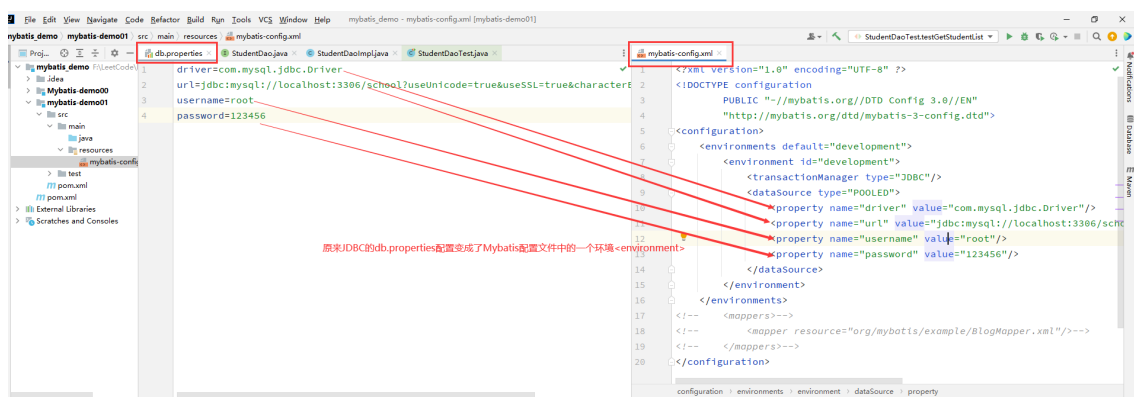 File Edit View Navigate Code Refactor Build Run Tools VCS Window Help mybatis_demo - mybatis-config.xml [mybatis-demo01]
mybatis_demo mybatis-demo01 src main resources mybatis-config.xml StudentDaoTest.testGetStudentList
Proj... db.properties StudentDao.java StudentDaoImpl.java StudentDaoTest.java mybatis-config.xml
mybatis_demo F:\LeetCode\
.idea
Mybatis-demo00
mybatis-demo01
src
main
java
resources
mybatis-config
test
pom.xml
pom.xml
External Libraries
Scratches and Consoles
1 driver=com.mysql.jdbc.Driver
2 url=jdbc:mysql://localhost:3306/school?useUnicode=true&useSSL=true&characterE
3 username=root
4 password=123456
原来JDBC的db.properties配置变成了Mybatis配置文件中的一个环境<environment>
1 <?xml version="1.0" encoding="UTF-8" ?>
2 <!DOCTYPE configuration
3 PUBLIC "-//mybatis.org//DTD Config 3.0//EN"
4 "http://mybatis.org/dtd/mybatis-3-config.dtd">
5 <configuration>
6 <environments default="development">
7 <environment id="development">
8 <transactionManager type="JDBC"/>
9 <dataSource type="POOLED">
10 <property name="driver" value="com.mysql.jdbc.Driver"/>
11 <property name="url" value="jdbc:mysql://localhost:3306/scho
12 <property name="username" value="root"/>
13 <property name="password" value="123456"/>
14 </dataSource>
15 </environment>
16 </environments>
17 <!-- <mappers>-->
18 <!-- <mapper resource="org/mybatis/example/BlogMapper.xml"/>-->
19 <!-- </mappers>-->
20 </configuration>
configuration environments environment dataSource property
Notifications
Database
Maven